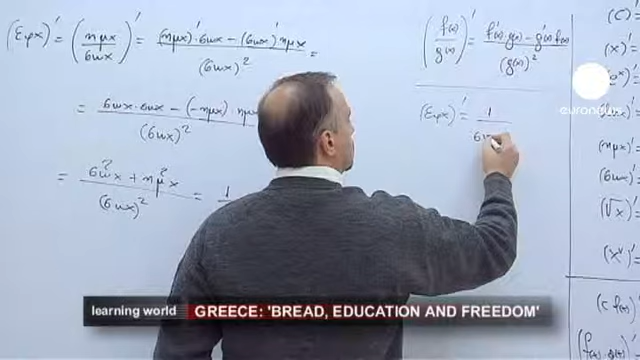 (εφx)' = (ημx/συνx)' = (ημx)'·συνx − (συνx)'ημx / (συνx)² =
= συνx·συνx − (−ημx)·ημx / (συνx)²
= συν²x + ημ²x / (συνx)² = 1
(f(x)/g(x))' = f'(x)·g(x) − g'(x)f(x) / (g(x))²
(εφx)' = 1 / συν
(c)'=
(x)'=
(ημx)'=
(συνx)'=
(√x)'=
(xᵛ)'=
(c f(x)
euronews
learning world
GREECE: 'BREAD, EDUCATION AND FREEDOM'